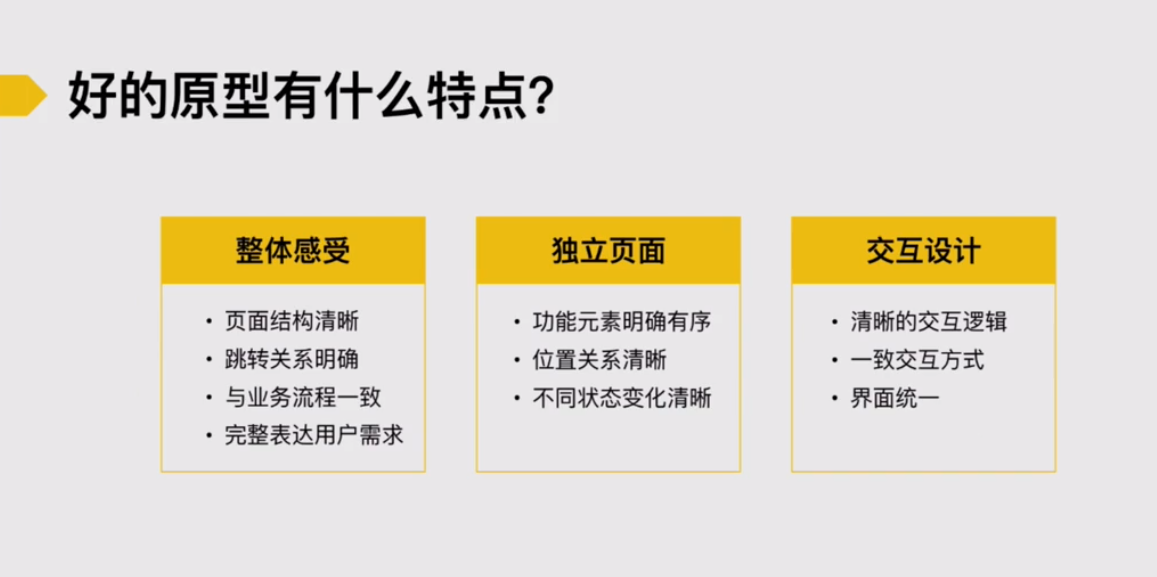 好的原型有什么特点?
整体感受
• 页面结构清晰
• 跳转关系明确
• 与业务流程一致
• 完整表达用户需求
独立页面
• 功能元素明确有序
• 位置关系清晰
• 不同状态变化清晰
交互设计
• 清晰的交互逻辑
• 一致交互方式
• 界面统一